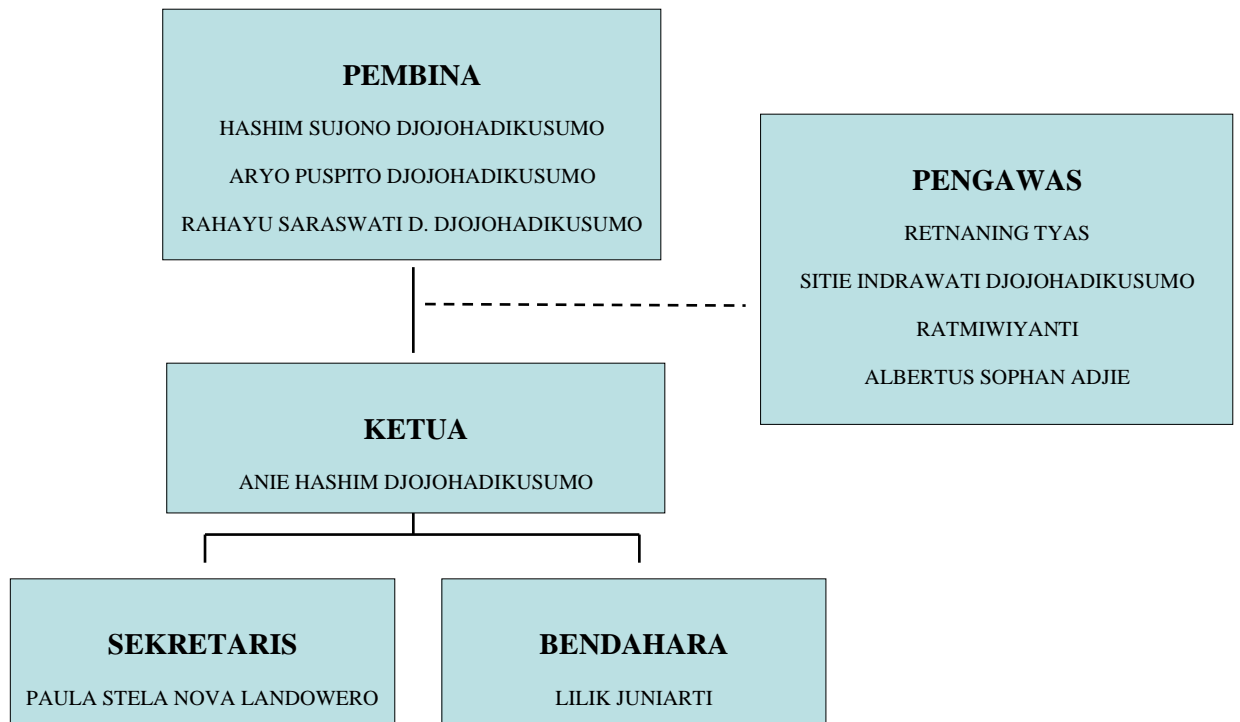 PEMBINA
HASHIM SUJONO DJOJOHADIKUSUMO
ARYO PUSPITO DJOJOHADIKUSUMO
RAHAYU SARASWATI D. DJOJOHADIKUSUMO
PENGAWAS
RETNANING TYAS
SITIE INDRAWATI DJOJOHADIKUSUMO
RATMIWIYANTI
ALBERTUS SOPHAN ADJIE
KETUA
ANIE HASHIM DJOJOHADIKUSUMO
SEKRETARIS
PAULA STELA NOVA LANDOWERO
BENDAHARA
LILIK JUNIARTI